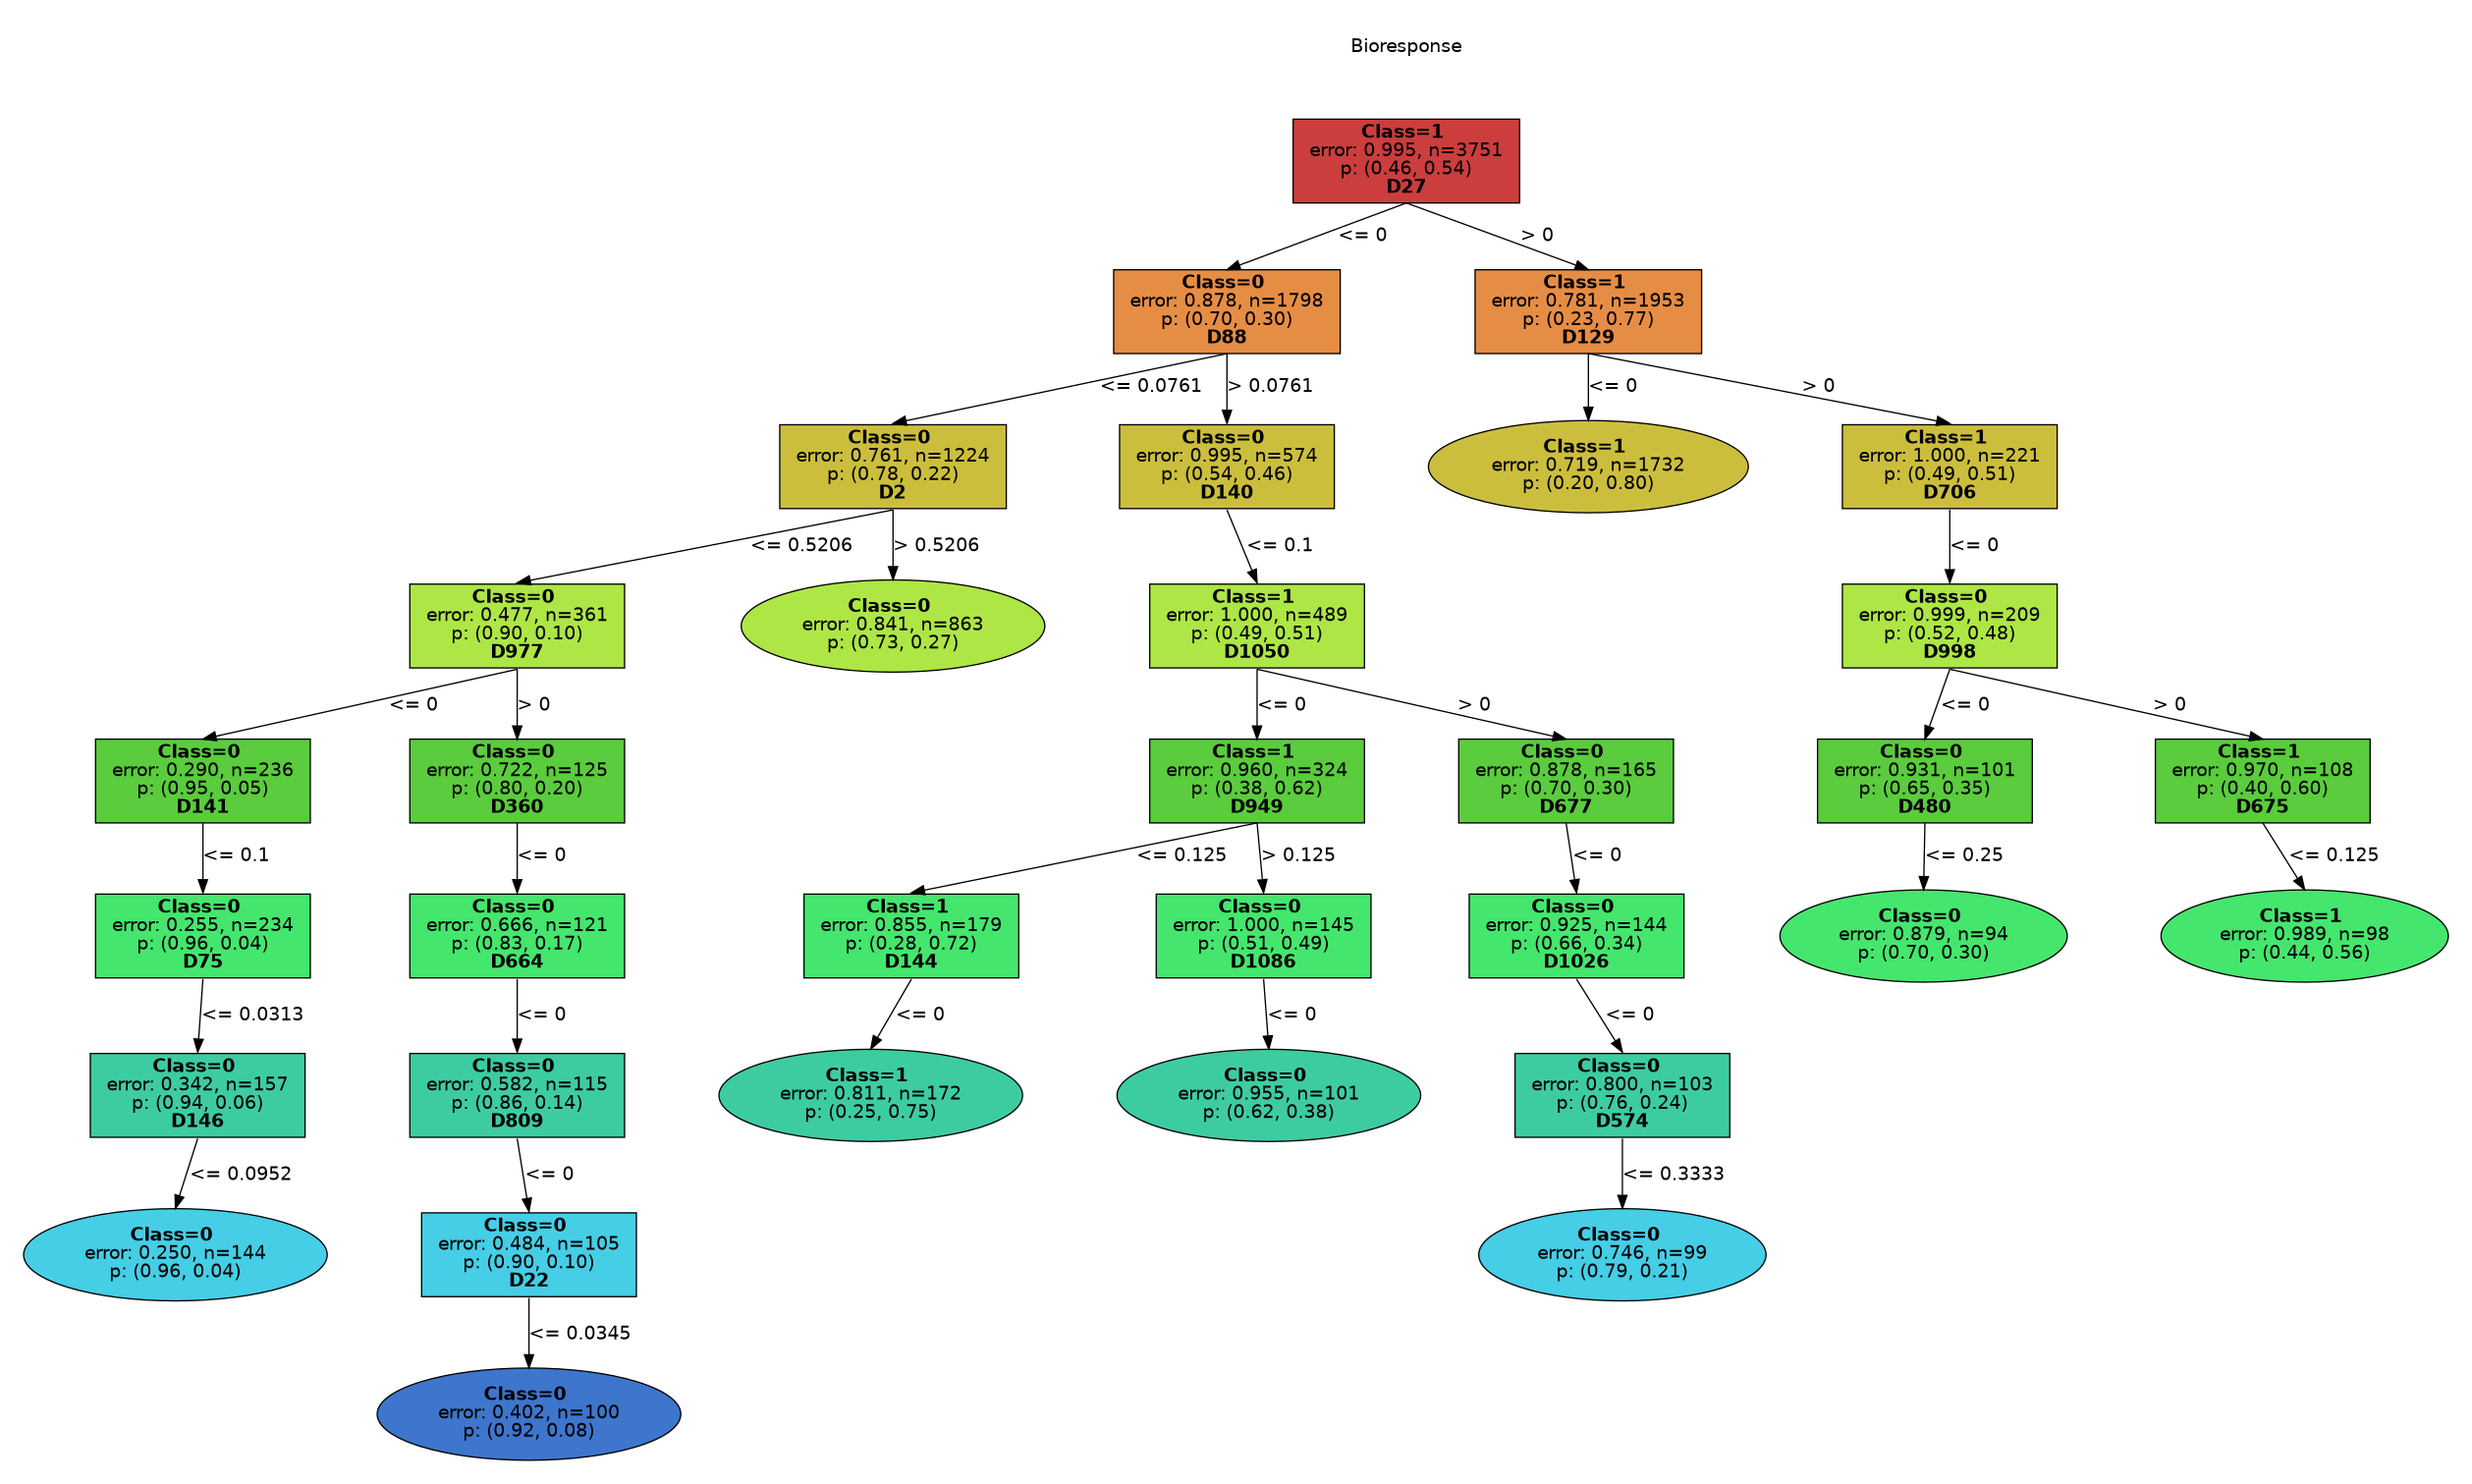 Bioresponse
Class=1
error: 0.995, n=3751
p: (0.46, 0.54)
D27
<= 0
> 0
Class=0
error: 0.878, n=1798
p: (0.70, 0.30)
D88
Class=1
error: 0.781, n=1953
p: (0.23, 0.77)
D129
<= 0.0761
> 0.0761
<= 0
> 0
Class=0
error: 0.761, n=1224
p: (0.78, 0.22)
D2
Class=0
error: 0.995, n=574
p: (0.54, 0.46)
D140
Class=1
error: 0.719, n=1732
p: (0.20, 0.80)
Class=1
error: 1.000, n=221
p: (0.49, 0.51)
D706
<= 0.5206
> 0.5206
<= 0.1
<= 0
Class=0
error: 0.477, n=361
p: (0.90, 0.10)
D977
Class=0
error: 0.841, n=863
p: (0.73, 0.27)
Class=1
error: 1.000, n=489
p: (0.49, 0.51)
D1050
Class=0
error: 0.999, n=209
p: (0.52, 0.48)
D998
<= 0
> 0
<= 0
> 0
<= 0
> 0
Class=0
error: 0.290, n=236
p: (0.95, 0.05)
D141
Class=0
error: 0.722, n=125
p: (0.80, 0.20)
D360
Class=1
error: 0.960, n=324
p: (0.38, 0.62)
D949
Class=0
error: 0.878, n=165
p: (0.70, 0.30)
D677
Class=0
error: 0.931, n=101
p: (0.65, 0.35)
D480
Class=1
error: 0.970, n=108
p: (0.40, 0.60)
D675
<= 0.1
<= 0
<= 0.125
> 0.125
<= 0
<= 0.25
<= 0.125
Class=0
error: 0.255, n=234
p: (0.96, 0.04)
D75
Class=0
error: 0.666, n=121
p: (0.83, 0.17)
D664
Class=1
error: 0.855, n=179
p: (0.28, 0.72)
D144
Class=0
error: 1.000, n=145
p: (0.51, 0.49)
D1086
Class=0
error: 0.925, n=144
p: (0.66, 0.34)
D1026
Class=0
error: 0.879, n=94
p: (0.70, 0.30)
Class=1
error: 0.989, n=98
p: (0.44, 0.56)
<= 0.0313
<= 0
<= 0
<= 0
<= 0
Class=0
error: 0.342, n=157
p: (0.94, 0.06)
D146
Class=0
error: 0.582, n=115
p: (0.86, 0.14)
D809
Class=1
error: 0.811, n=172
p: (0.25, 0.75)
Class=0
error: 0.955, n=101
p: (0.62, 0.38)
Class=0
error: 0.800, n=103
p: (0.76, 0.24)
D574
<= 0.0952
<= 0
<= 0.3333
Class=0
error: 0.250, n=144
p: (0.96, 0.04)
Class=0
error: 0.484, n=105
p: (0.90, 0.10)
D22
Class=0
error: 0.746, n=99
p: (0.79, 0.21)
<= 0.0345
Class=0
error: 0.402, n=100
p: (0.92, 0.08)